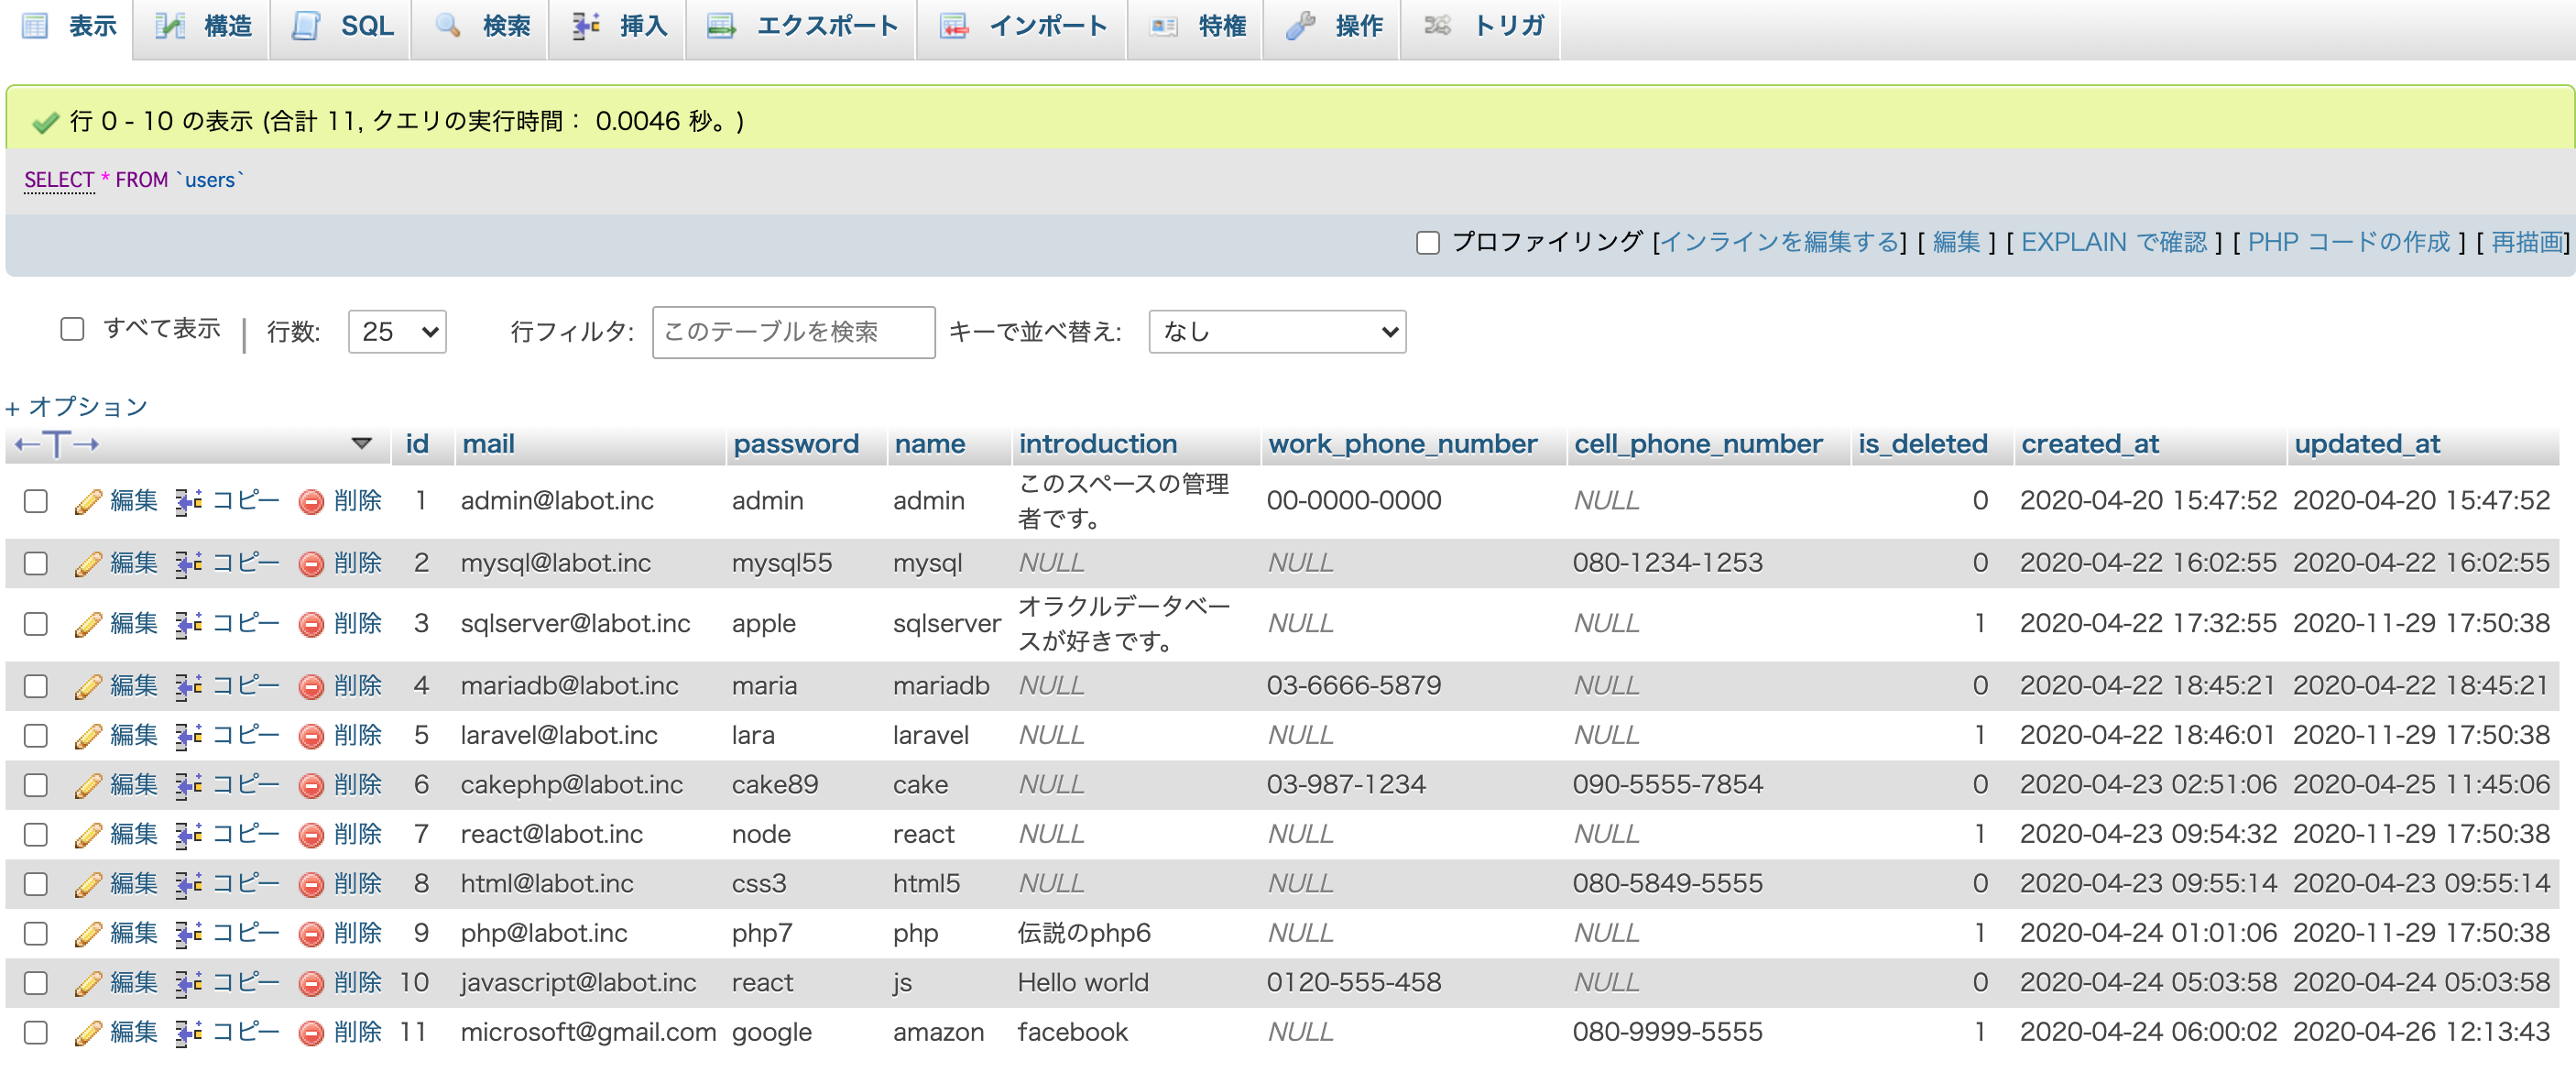 表示 構造 SQL 検索 挿入 エクスポート インポート 特権 操作 トリガ
行 0 - 10 の表示 (合計 11, クエリの実行時間： 0.0046 秒。)
SELECT * FROM `users`
プロファイリング [インラインを編集する] [ 編集 ] [ EXPLAIN で確認 ] [ PHP コードの作成 ] [ 再描画]
すべて表示 | 行数: 25 行フィルタ: このテーブルを検索 キーで並べ替え: なし
+ オプション
←T→ id mail password name introduction work_phone_number cell_phone_number is_deleted created_at updated_at
編集 コピー 削除 1 admin@labot.inc admin admin このスペースの管理者です。 00-0000-0000 NULL 0 2020-04-20 15:47:52 2020-04-20 15:47:52
編集 コピー 削除 2 mysql@labot.inc mysql55 mysql NULL NULL 080-1234-1253 0 2020-04-22 16:02:55 2020-04-22 16:02:55
編集 コピー 削除 3 sqlserver@labot.inc apple sqlserver オラクルデータベースが好きです。 NULL NULL 1 2020-04-22 17:32:55 2020-11-29 17:50:38
編集 コピー 削除 4 mariadb@labot.inc maria mariadb NULL 03-6666-5879 NULL 0 2020-04-22 18:45:21 2020-04-22 18:45:21
編集 コピー 削除 5 laravel@labot.inc lara laravel NULL NULL NULL 1 2020-04-22 18:46:01 2020-11-29 17:50:38
編集 コピー 削除 6 cakephp@labot.inc cake89 cake NULL 03-987-1234 090-5555-7854 0 2020-04-23 02:51:06 2020-04-25 11:45:06
編集 コピー 削除 7 react@labot.inc node react NULL NULL NULL 1 2020-04-23 09:54:32 2020-11-29 17:50:38
編集 コピー 削除 8 html@labot.inc css3 html5 NULL NULL 080-5849-5555 0 2020-04-23 09:55:14 2020-04-23 09:55:14
編集 コピー 削除 9 php@labot.inc php7 php 伝説のphp6 NULL NULL 1 2020-04-24 01:01:06 2020-11-29 17:50:38
編集 コピー 削除 10 javascript@labot.inc react js Hello world 0120-555-458 NULL 0 2020-04-24 05:03:58 2020-04-24 05:03:58
編集 コピー 削除 11 microsoft@gmail.com google amazon facebook NULL 080-9999-5555 1 2020-04-24 06:00:02 2020-04-26 12:13:43